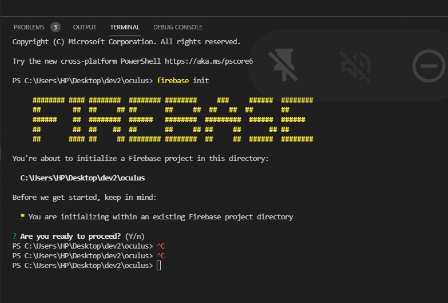 PROBLEMS 3 OUTPUT TERMINAL DEBUG CONSOLE
Copyright (C) Microsoft Corporation. All rights reserved.
Try the new cross-platform PowerShell https://aka.ms/pscore6
PS C:\Users\HP\Desktop\dev2\oculus> firebase init
FIREBASE
You're about to initialize a Firebase project in this directory:
C:\Users\HP\Desktop\dev2\oculus
Before we get started, keep in mind:
* You are initializing within an existing Firebase project directory
? Are you ready to proceed? (Y/n)
PS C:\Users\HP\Desktop\dev2\oculus> ^C
PS C:\Users\HP\Desktop\dev2\oculus> ^C
PS C:\Users\HP\Desktop\dev2\oculus>